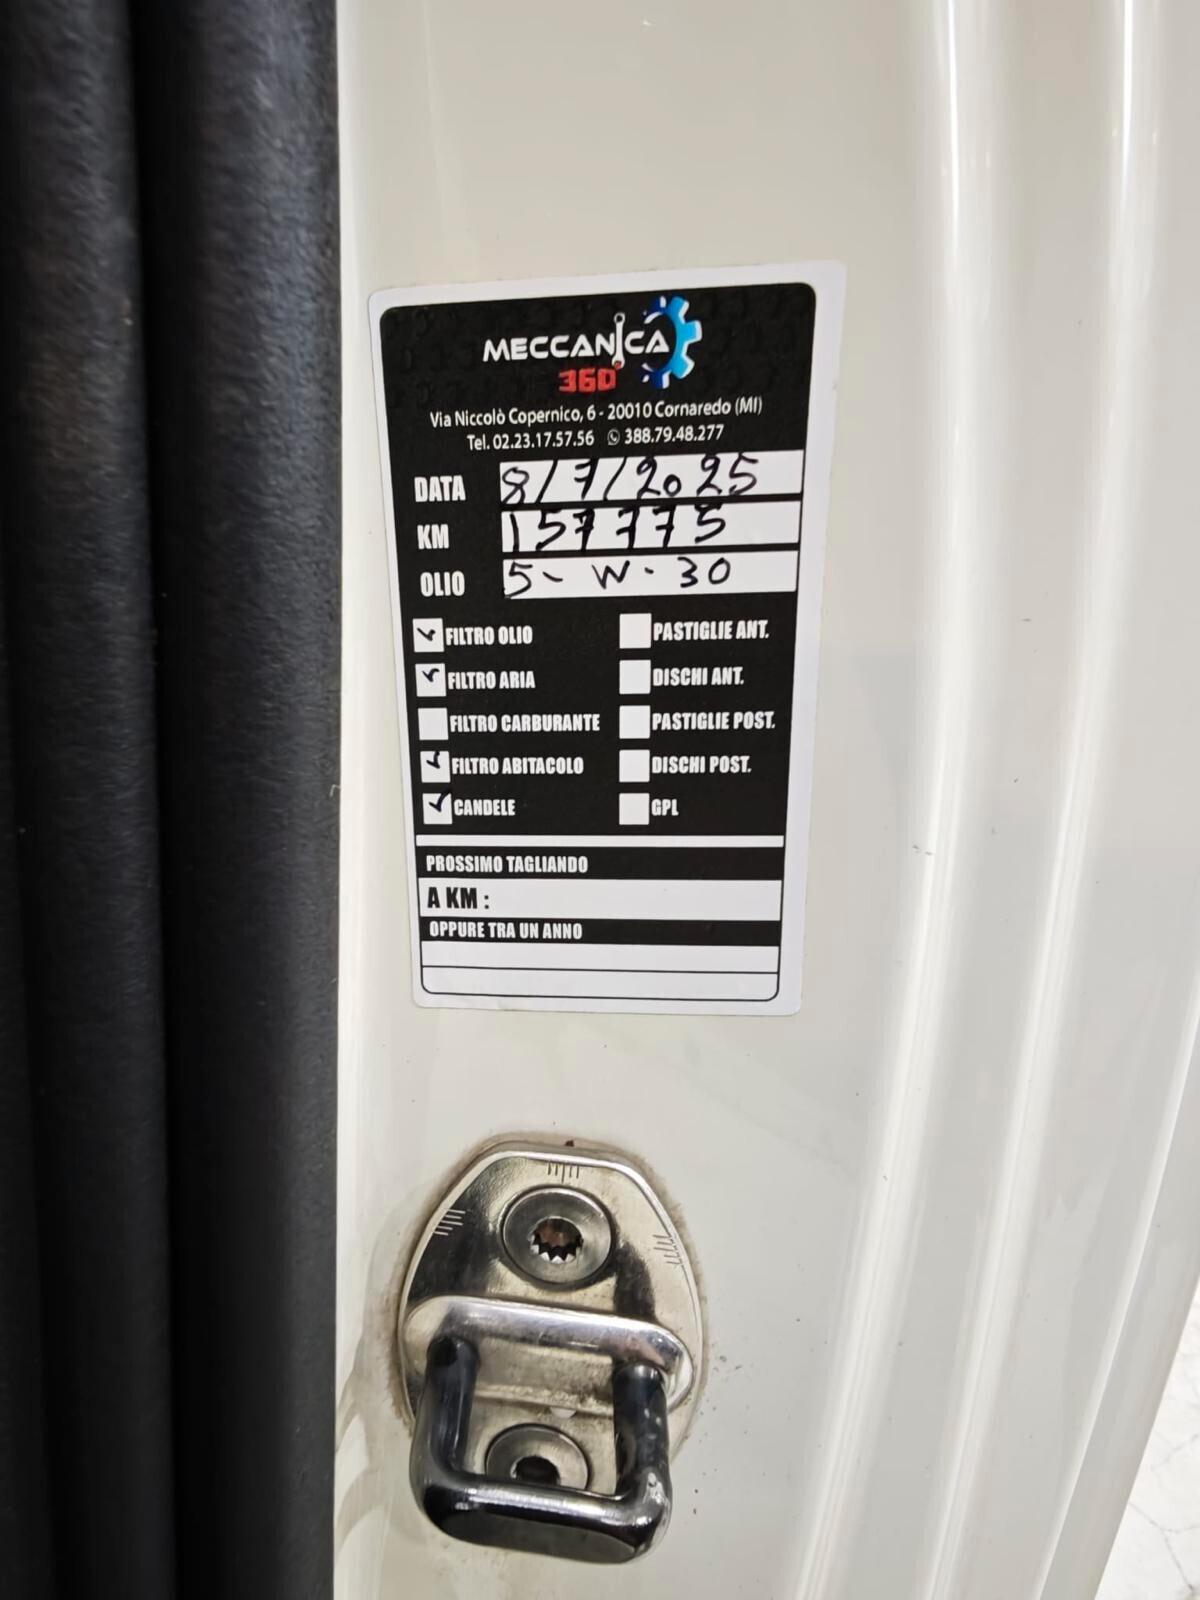 MECCANICA
360°
Via Niccolò Copernico, 6 - 20010 Cornaredo (MI)
Tel. 02.23.17.57.56 388.79.48.277
DATA 8/7/2025
KM 157775
OLIO 5- W- 30
FILTRO OLIO PASTIGLIE ANT.
FILTRO ARIA DISCHI ANT.
FILTRO CARBURANTE PASTIGLIE POST.
FILTRO ABITACOLO DISCHI POST.
CANDELE GPL
PROSSIMO TAGLIANDO
A KM :
OPPURE TRA UN ANNO